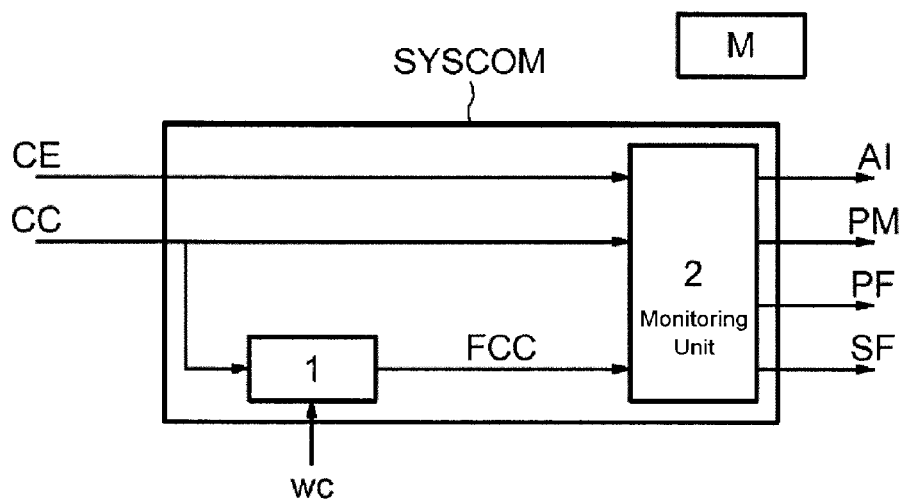 M
SYSCOM
CE
AI
CC
PM
2
PF
Monitoring
Unit
FCC
SF
1
wc